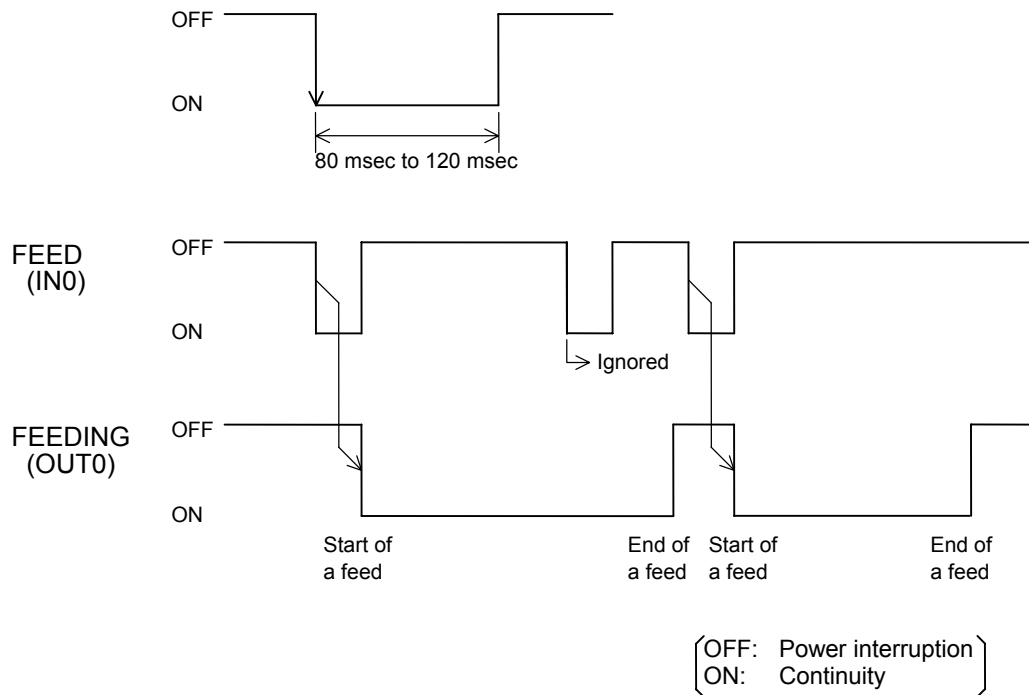 OFF
ON
80 msec to 120 msec
FEED
(IN0)
OFF
ON
Ignored
FEEDING
(OUT0)
OFF
ON
Start of
a feed
End of
a feed
Start of
a feed
End of
a feed
OFF: Power interruption
ON: Continuity